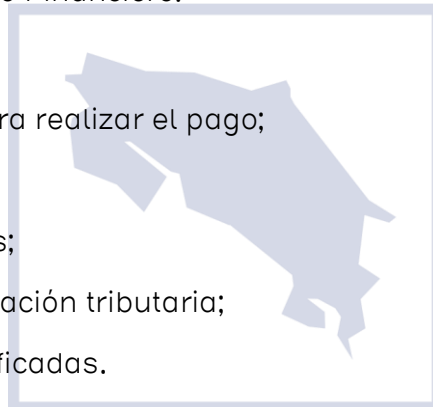 ra realizar el pago;
s;
ación tributaria;
ficadas.